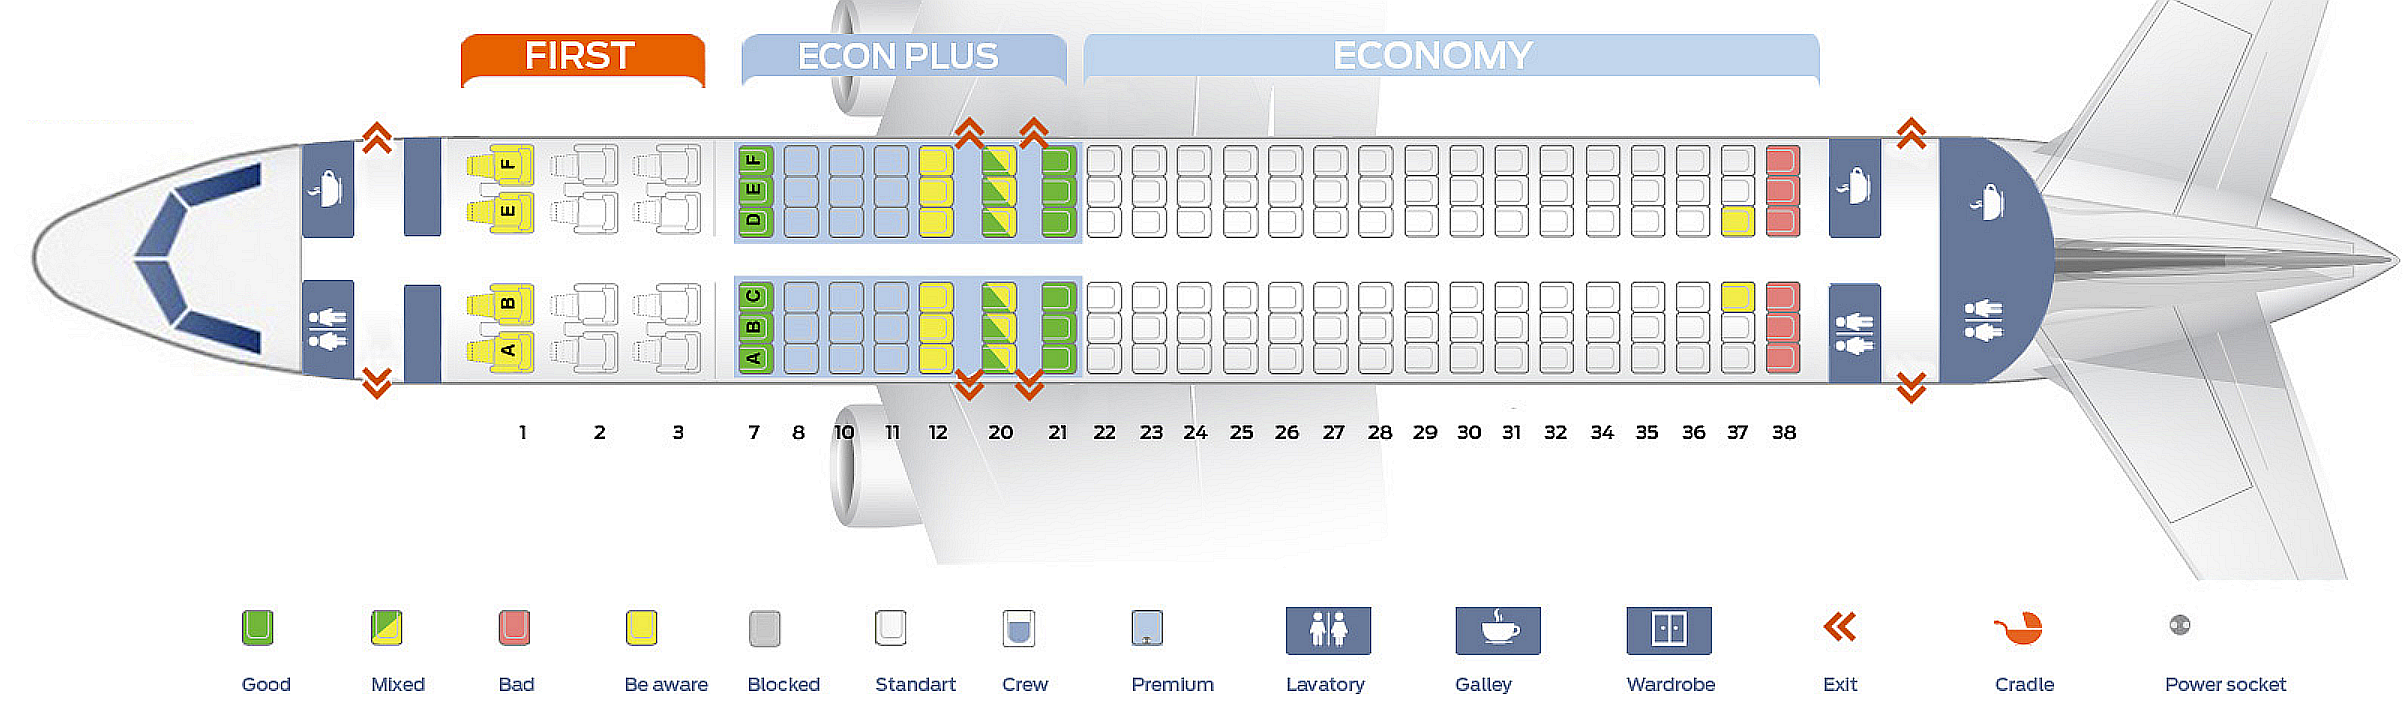 FIRST ECON PLUS ECONOMY
F F
E E
D
B C
B
A A
1 2 3 7 8 10 11 12 20 21 22 23 24 25 26 27 28 29 30 31 32 34 35 36 37 38
Good Mixed Bad Be aware Blocked Standart Crew Premium Lavatory Galley Wardrobe Exit Cradle Power socket